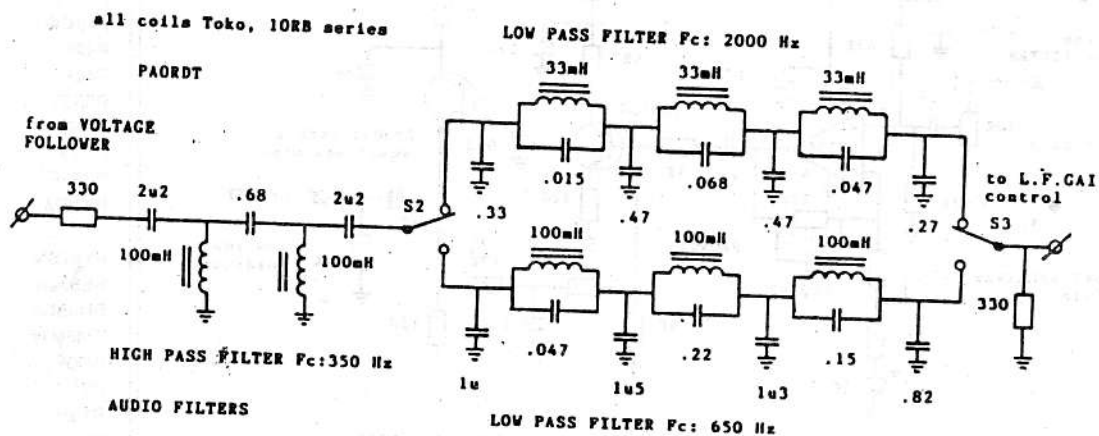 all coils Toko, 10RB series
LOW PASS FILTER Fc: 2000 Hz
PA0RDT
33mH 33mH 33mH
from VOLTAGE
FOLLOWER
.015 .068 .047
330 2u2 .68 2u2 S2 .33 .47 .47 .27
to L.F.GAI
control
S3
100mH 100mH
100mH 100mH 100mH
330
.047 .22 .15
HIGH PASS FILTER Fc:350 Hz
1u 1u5 1u3 .82
AUDIO FILTERS
LOW PASS FILTER Fc: 650 Hz